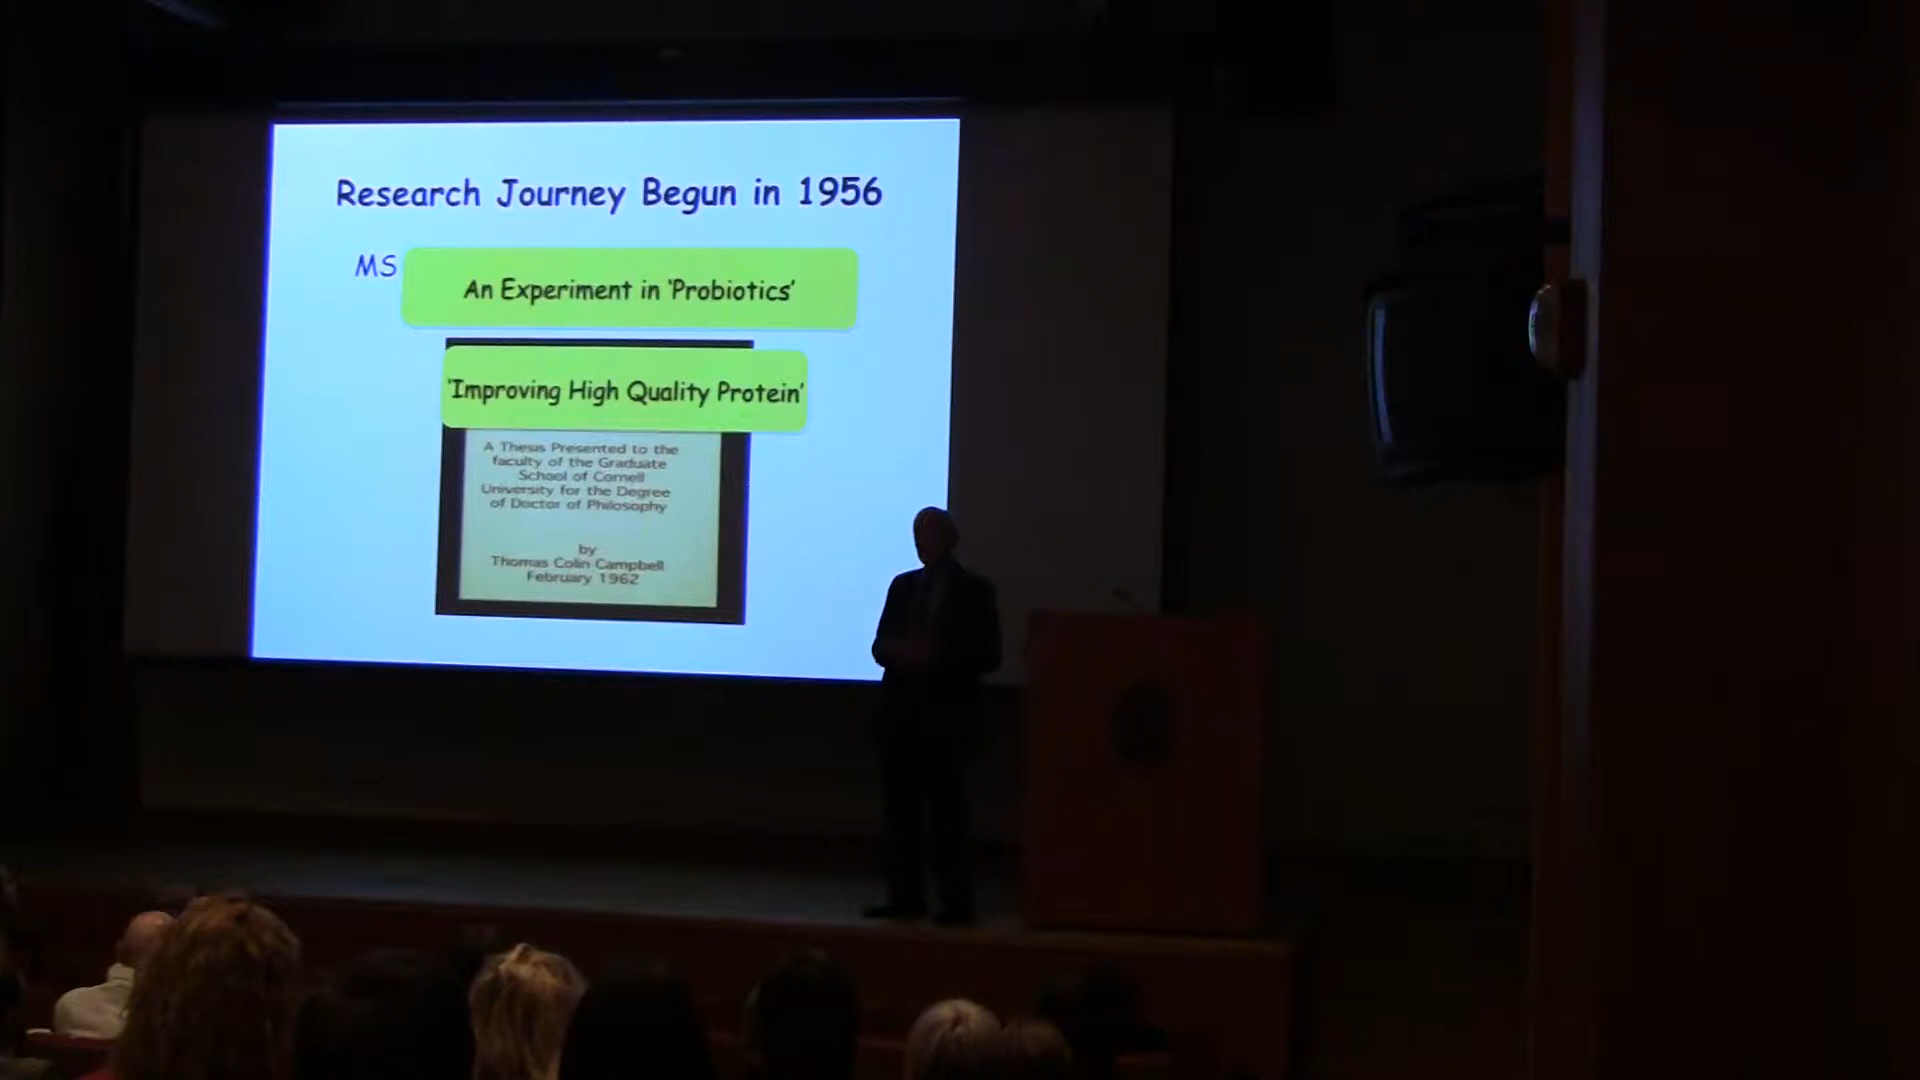 Research Journey Begun in 1956
MS
An Experiment in 'Probiotics'
'Improving High Quality Protein'
A Thesis Presented to the
faculty of the Graduate
School of Cornell
University for the Degree
of Doctor of Philosophy
by
Thomas Colin Campbell
February 1962